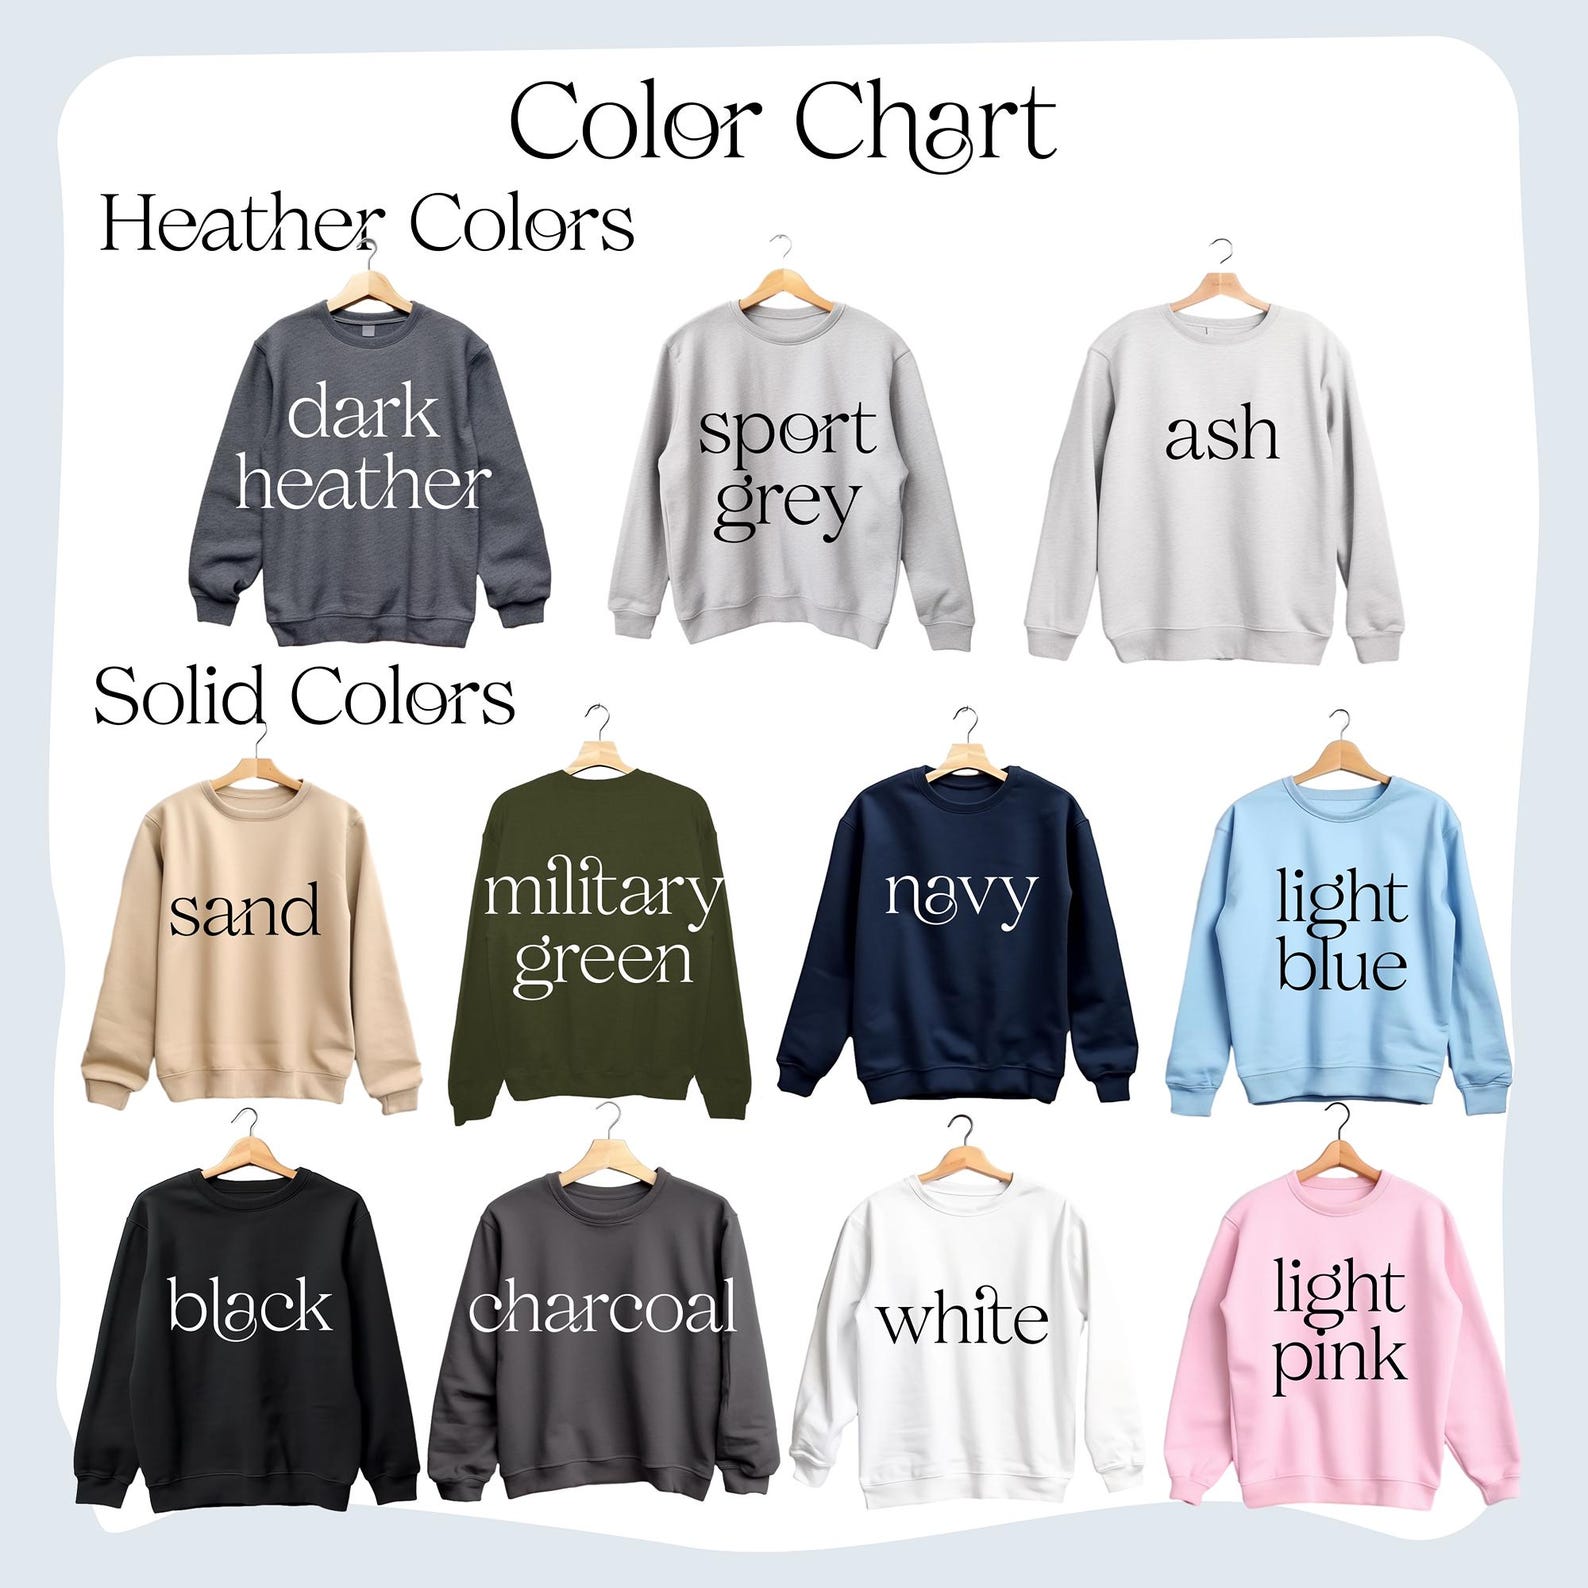 Color Chart
Heather Colors
dark
heather
sport
grey
ash
Solid Colors
sand
military
green
navy
light
blue
black
charcoal
white
light
pink